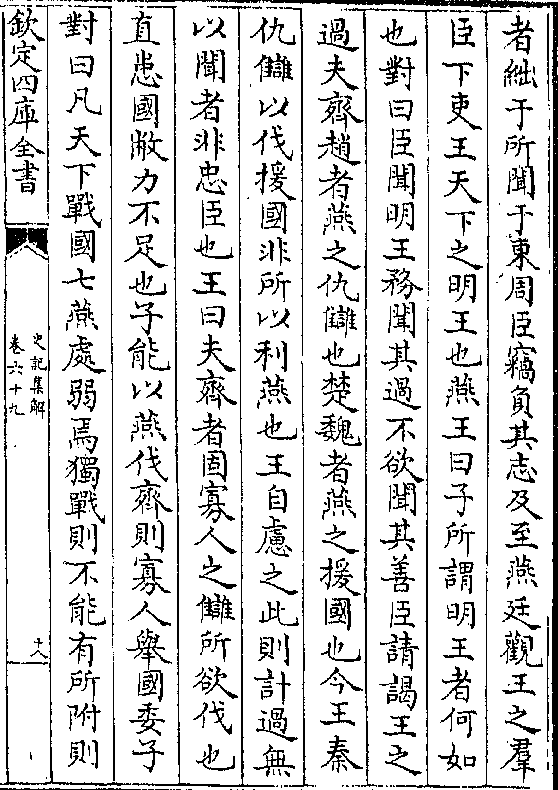 者絀于所聞于東周臣竊負其志及至燕廷觀王之羣
臣下吏王天下之明王也燕王曰子所謂明王者何如
也對曰臣聞明王務聞其過不欲聞其善臣請謁王之
過夫齊趙者燕之仇讎也楚魏者燕之援國也今王奉
仇讎以伐援國非所以利燕也王自慮之此則計過無
以聞者非忠臣也王曰夫齊者固寡人之讎所欲伐也
直患國敝力不足也子能以燕伐齊則寡人舉國委子
對曰凡天下戰國七燕處弱焉獨戰則不能有所附則
欽定四庫全書
史記集解
卷六十九
十八